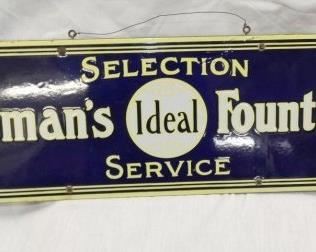 SELECTION
man's Ideal Fount
SERVICE